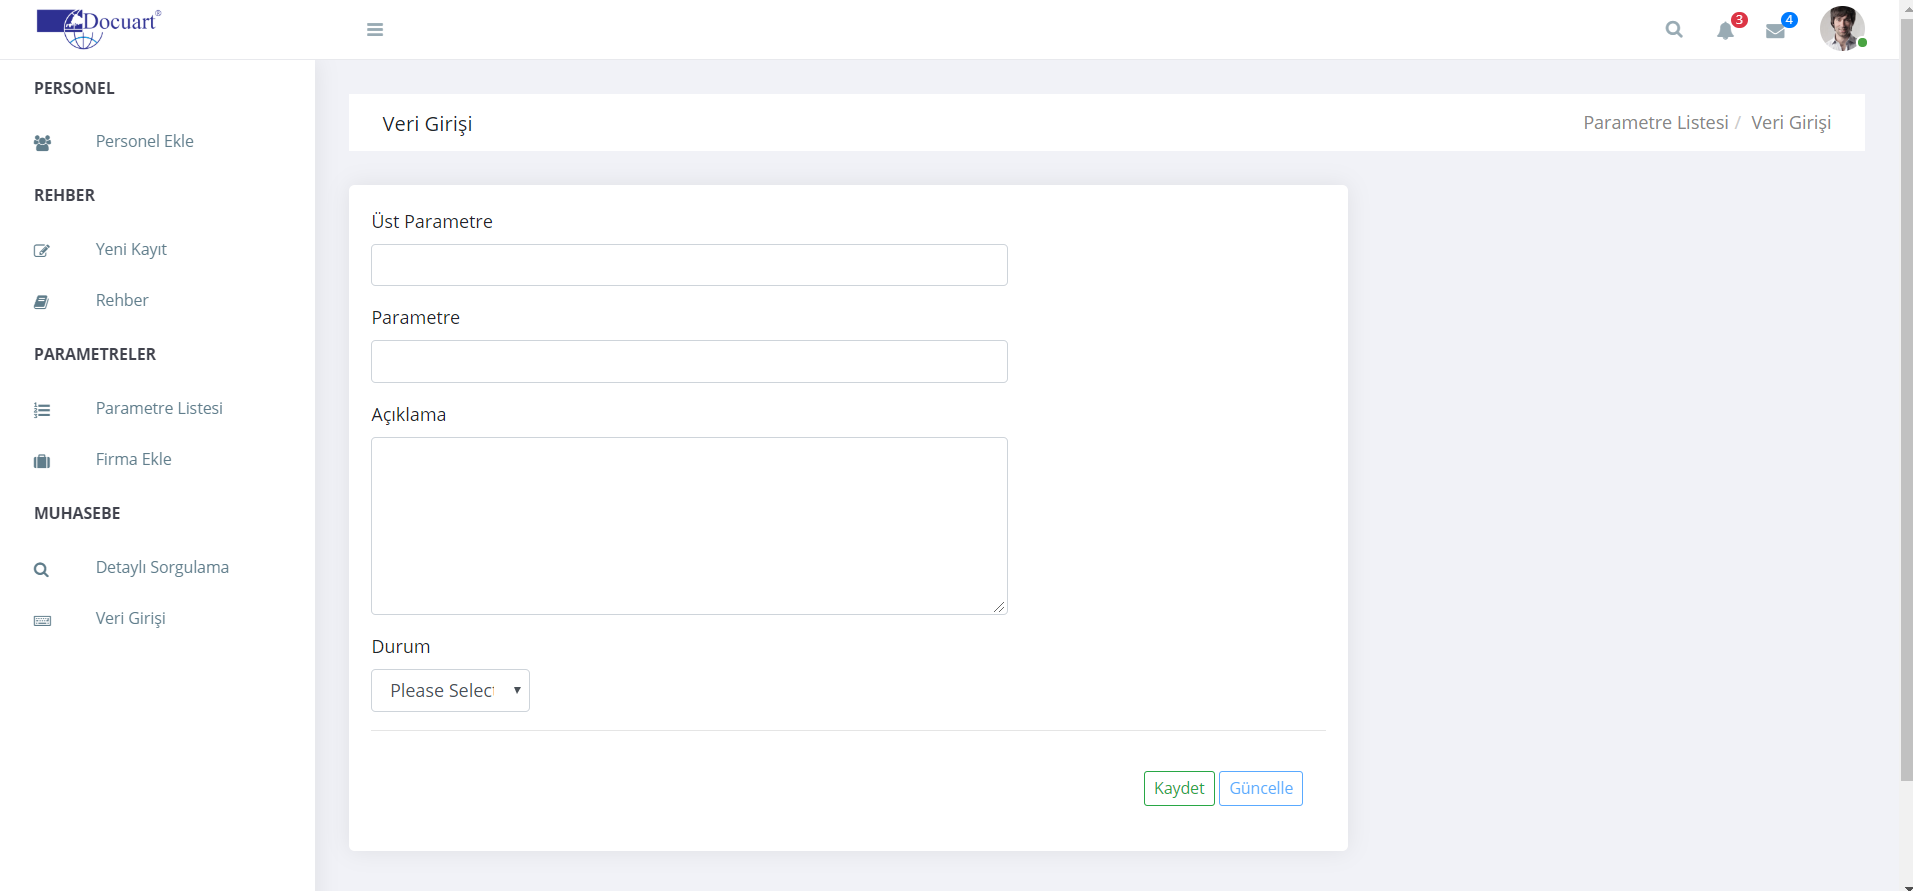 Docuart®
3
4
PERSONEL
Personel Ekle
REHBER
Yeni Kayıt
Rehber
PARAMETRELER
Parametre Listesi
Firma Ekle
MUHASEBE
Detaylı Sorgulama
Veri Girişi
Veri Girişi
Parametre Listesi / Veri Girişi
Üst Parametre
Parametre
Açıklama
Durum
Please Select
Kaydet
Güncelle